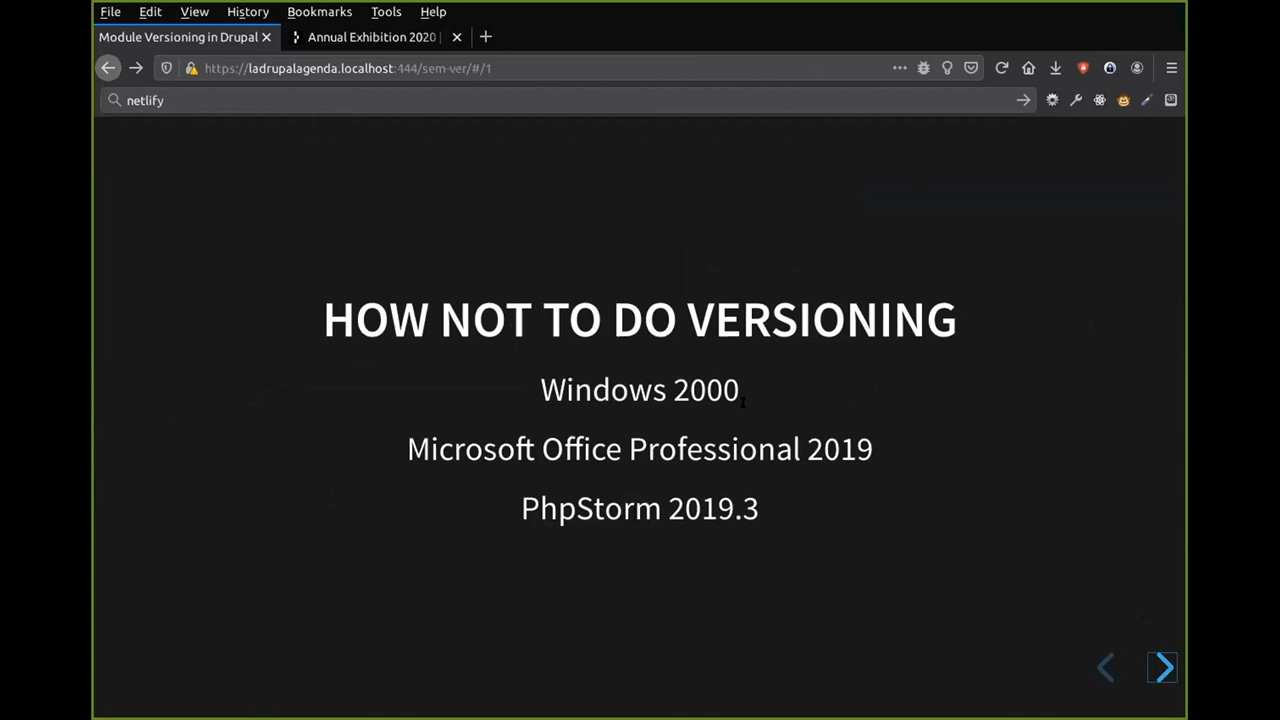 File Edit View History Bookmarks Tools Help
Module Versioning in Drupal Annual Exhibition 2020
https://ladrupalagenda.localhost:444/sem-ver/#/1
netlify
HOW NOT TO DO VERSIONING
Windows 2000
Microsoft Office Professional 2019
PhpStorm 2019.3